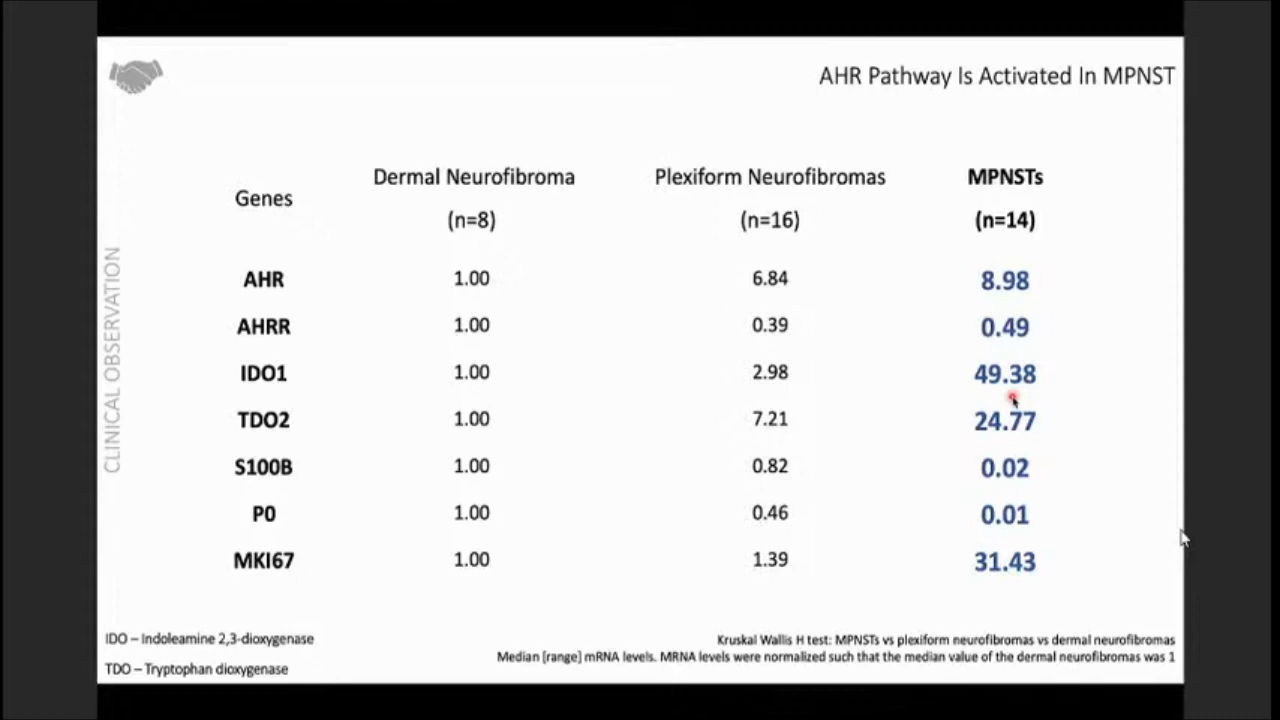 AHR Pathway Is Activated In MPNST
CLINICAL OBSERVATION
Genes Dermal Neurofibroma (n=8) Plexiform Neurofibromas (n=16) MPNSTs (n=14)
AHR 1.00 6.84 8.98
AHRR 1.00 0.39 0.49
IDO1 1.00 2.98 49.38
TDO2 1.00 7.21 24.77
S100B 1.00 0.82 0.02
P0 1.00 0.46 0.01
MKI67 1.00 1.39 31.43
IDO – Indoleamine 2,3-dioxygenase
TDO – Tryptophan dioxygenase
Kruskal Wallis H test: MPNSTs vs plexiform neurofibromas vs dermal neurofibromas
Median [range] mRNA levels. MRNA levels were normalized such that the median value of the dermal neurofibromas was 1